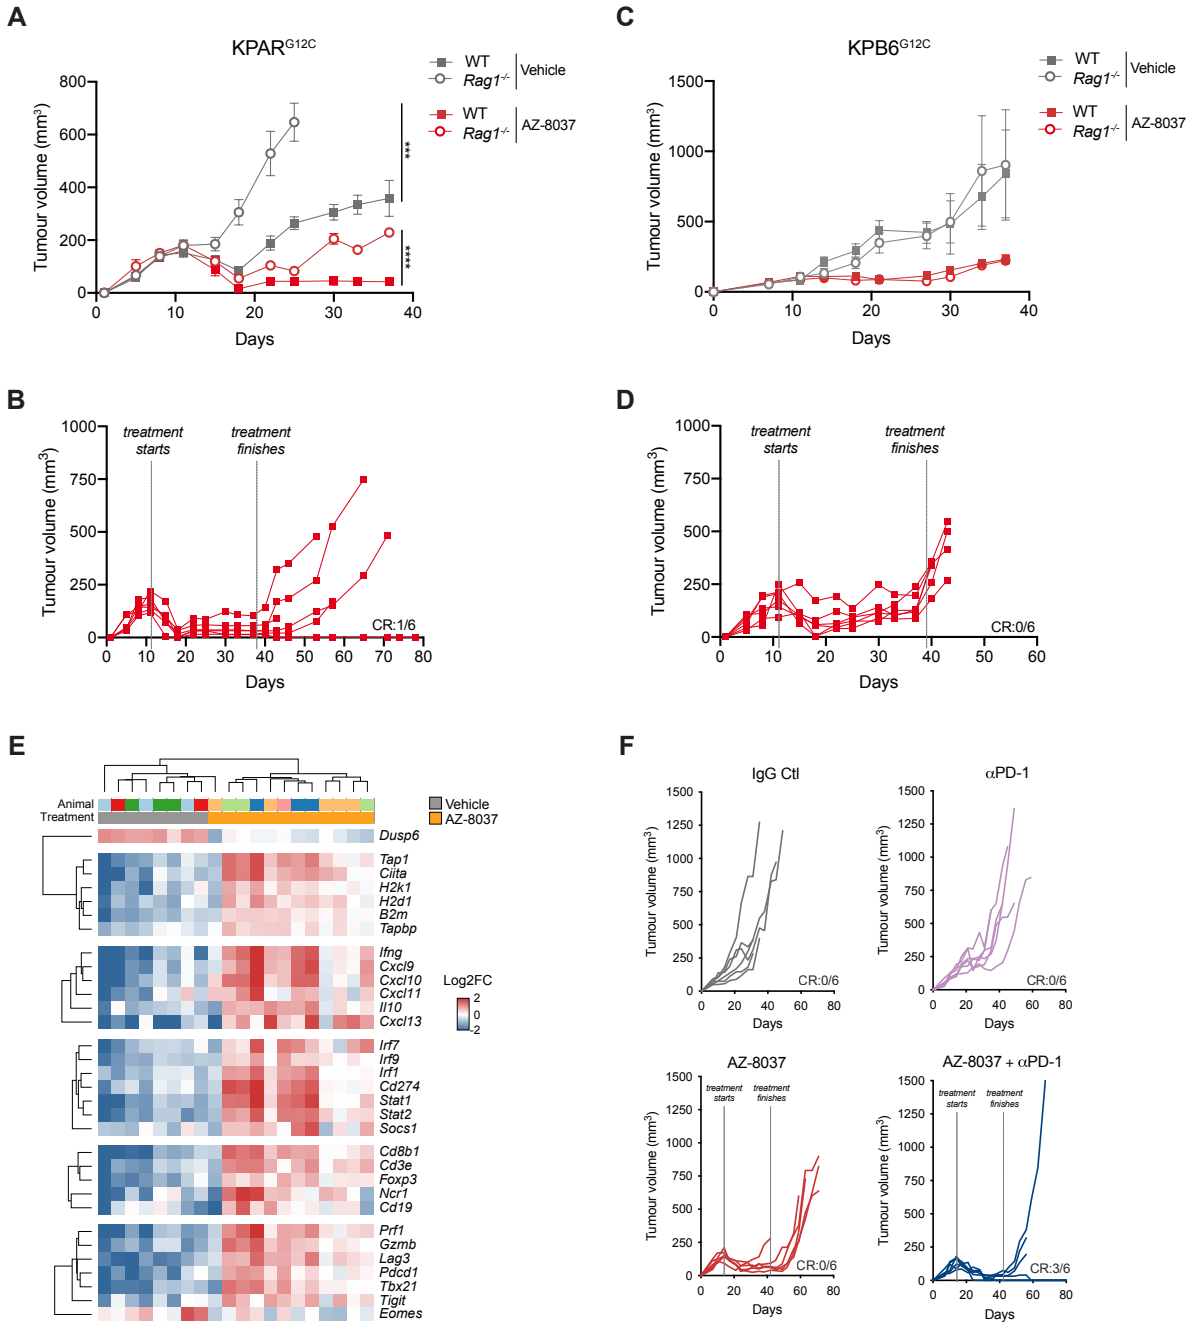 A
KPARG12C
WT
Rag1-/-
Vehicle
WT
Rag1-/-
AZ-8037
Tumour volume (mm3)
800
600
400
200
0
0 10 20 30 40
Days
***
****
C
KPB6G12C
WT
Rag1-/-
Vehicle
WT
Rag1-/-
AZ-8037
Tumour volume (mm3)
1500
1000
500
0
0 10 20 30 40
Days
B
Tumour volume (mm3)
1000
750
500
250
0
treatment
starts
treatment
finishes
CR:1/6
0 10 20 30 40 50 60 70 80
Days
D
Tumour volume (mm3)
1000
750
500
250
0
treatment
starts
treatment
finishes
CR:0/6
0 10 20 30 40 50 60
Days
E
Animal
Treatment
Vehicle
AZ-8037
Dusp6
Tap1
Ciita
H2k1
H2d1
B2m
Tapbp
Ifng
Cxcl9
Cxcl10
Cxcl11
Il10
Cxcl13
Log2FC
2
0
-2
Irf7
Irf9
Irf1
Cd274
Stat1
Stat2
Socs1
Cd8b1
Cd3e
Foxp3
Ncr1
Cd19
Prf1
Gzmb
Lag3
Pdcd1
Tbx21
Tigit
Eomes
F
IgG Ctl
Tumour volume (mm3)
1500
1250
1000
750
500
250
0
CR:0/6
0 20 40 60 80
Days
αPD-1
Tumour volume (mm3)
1500
1250
1000
750
500
250
0
CR:0/6
0 20 40 60 80
Days
AZ-8037
Tumour volume (mm3)
1500
1250
1000
750
500
250
0
treatment
starts
treatment
finishes
CR:0/6
0 20 40 60 80
Days
AZ-8037 + αPD-1
Tumour volume (mm3)
1500
1250
1000
750
500
250
0
treatment
starts
treatment
finishes
CR:3/6
0 20 40 60 80
Days